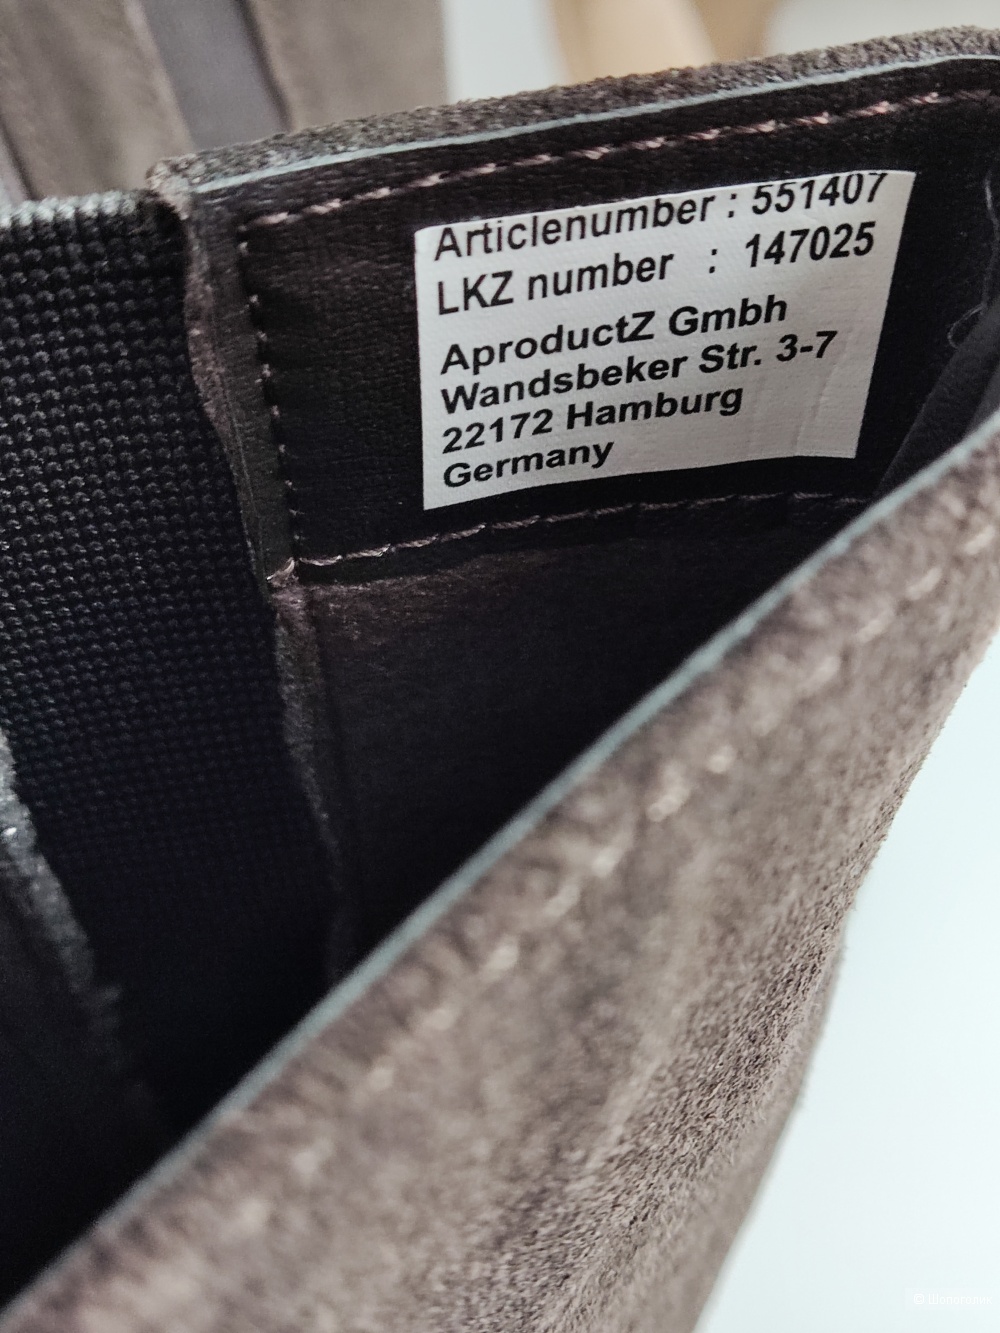 Articlenumber : 551407
LKZ number : 147025
AproductZ Gmbh
Wandsbeker Str. 3-7
22172 Hamburg
Germany